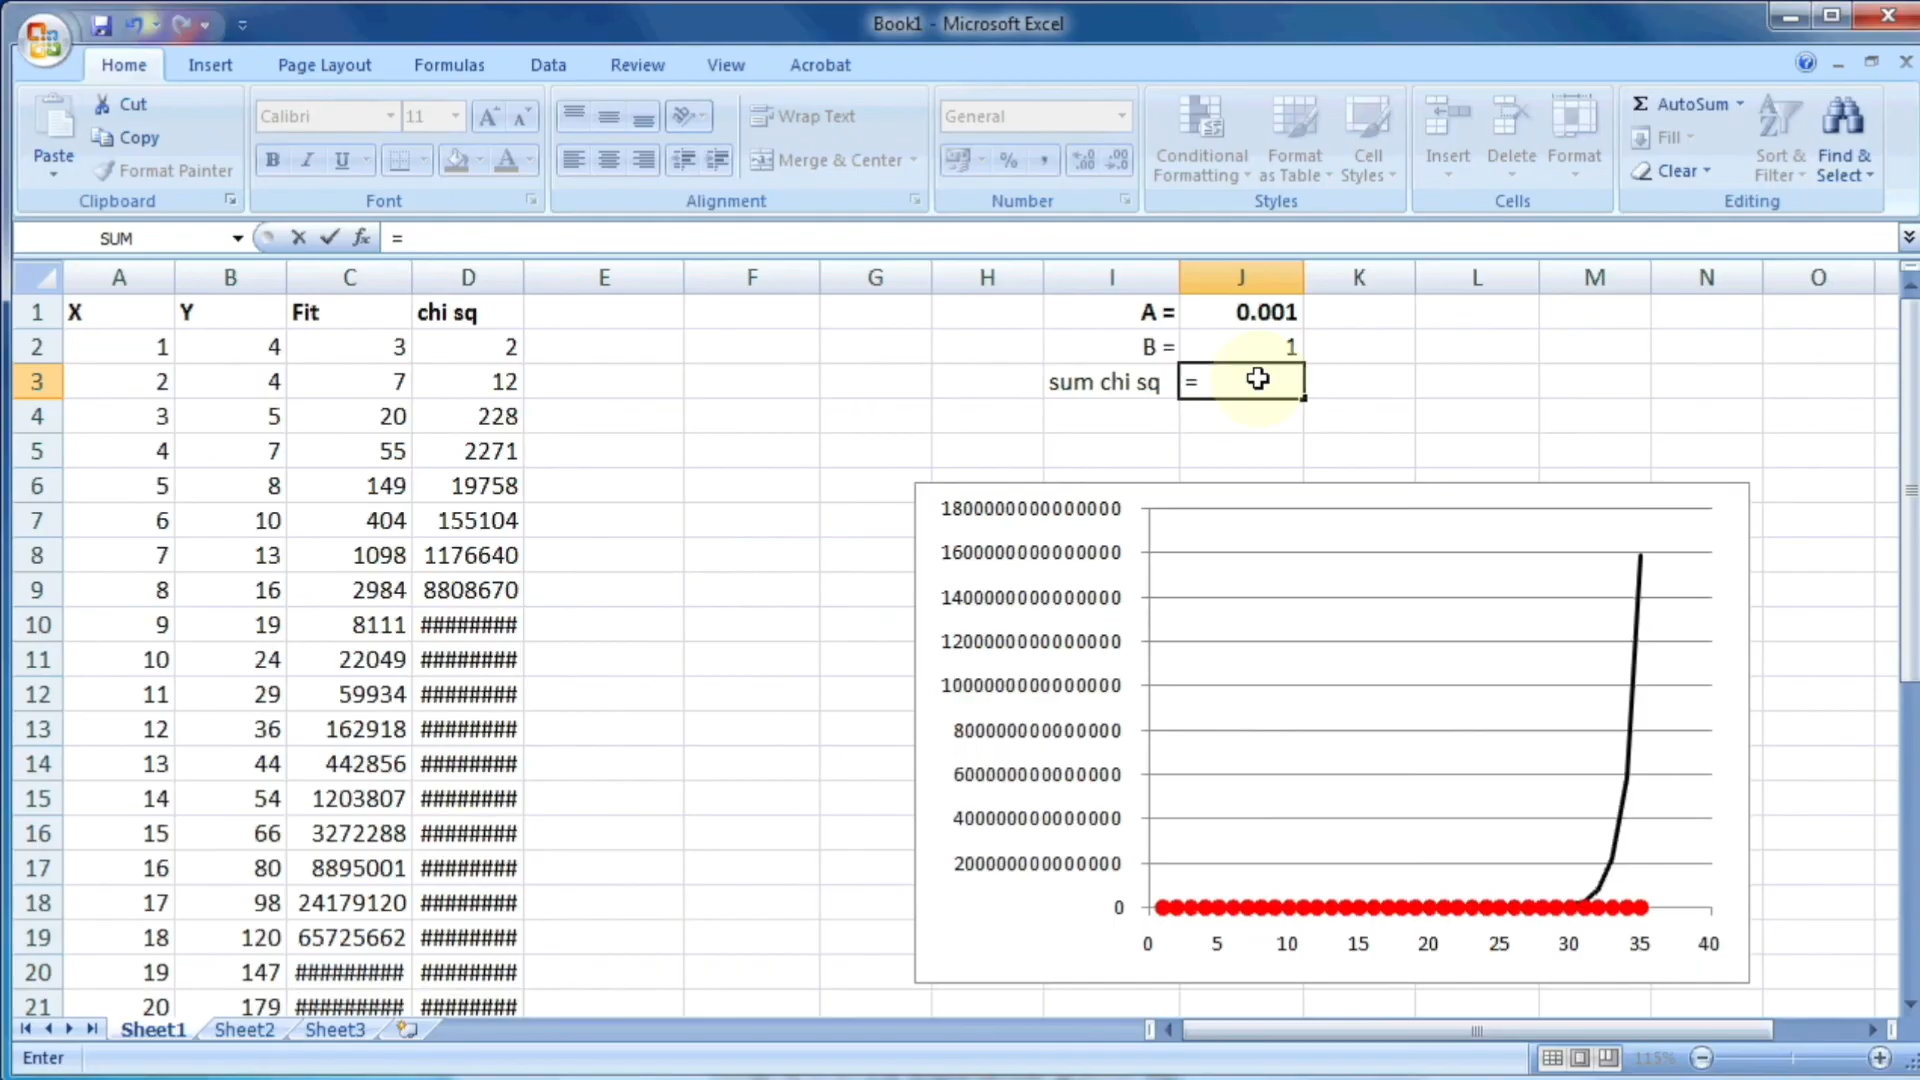 Book1 - Microsoft Excel
Home Insert Page Layout Formulas Data Review View Acrobat
Paste
Cut
Copy
Format Painter
Clipboard
Calibri 11
B I U
Font
Wrap Text
Merge & Center
Alignment
General
% ,
Number
Conditional Formatting
Format as Table
Cell Styles
Styles
Insert
Delete
Format
Cells
Σ AutoSum
Fill
Clear
Sort & Filter
Find & Select
Editing
SUM fx =
A B C D E F G H I J K L M N O
1 X Y Fit chi sq A = 0.001
2 1 4 3 2 B = 1
3 2 4 7 12 sum chi sq =
4 3 5 20 228
5 4 7 55 2271
6 5 8 149 19758
7 6 10 404 155104
8 7 13 1098 1176640
9 8 16 2984 8808670
10 9 19 8111 ########
11 10 24 22049 ########
12 11 29 59934 ########
13 12 36 162918 ########
14 13 44 442856 ########
15 14 54 1203807 ########
16 15 66 3272288 ########
17 16 80 8895001 ########
18 17 98 24179120 ########
19 18 120 65725662 ########
20 19 147 ######### ########
21 20 179 ######### ########
1800000000000000
1600000000000000
1400000000000000
1200000000000000
1000000000000000
800000000000000
600000000000000
400000000000000
200000000000000
0
0 5 10 15 20 25 30 35 40
Sheet1 Sheet2 Sheet3
Enter 115%